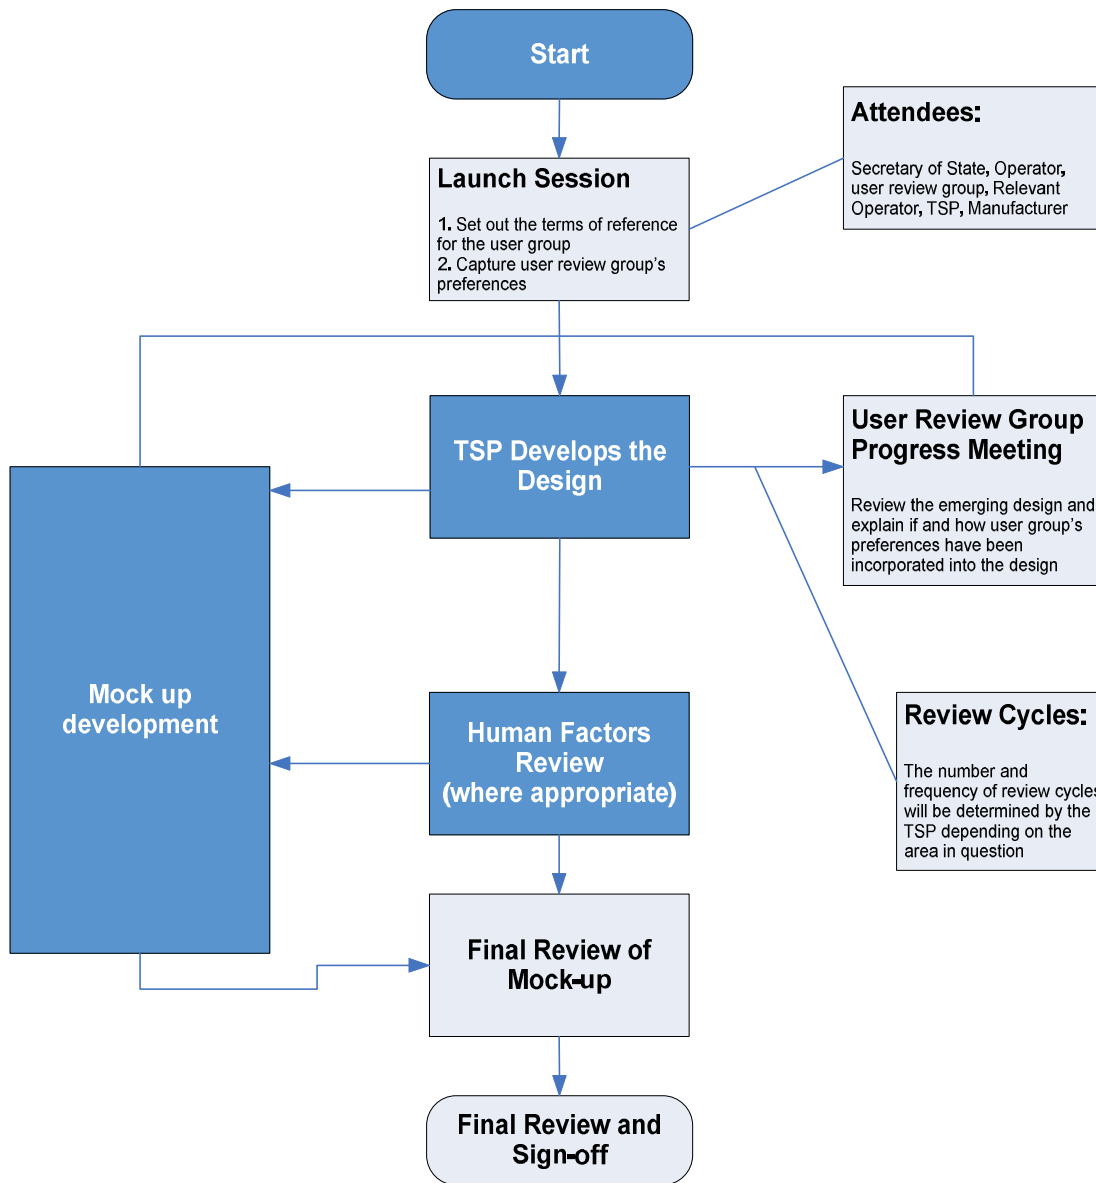 Start
Attendees:
Secretary of State, Operator,
user review group, Relevant
Operator, TSP, Manufacturer
Launch Session
1. Set out the terms of reference
for the user group
2. Capture user review group's
preferences
TSP Develops the
Design
User Review Group
Progress Meeting
Review the emerging design and
explain if and how user group's
preferences have been
incorporated into the design
Mock up
development
Human Factors
Review
(where appropriate)
Review Cycles:
The number and
frequency of review cycles
will be determined by the
TSP depending on the
area in question
Final Review of
Mock-up
Final Review and
Sign-off